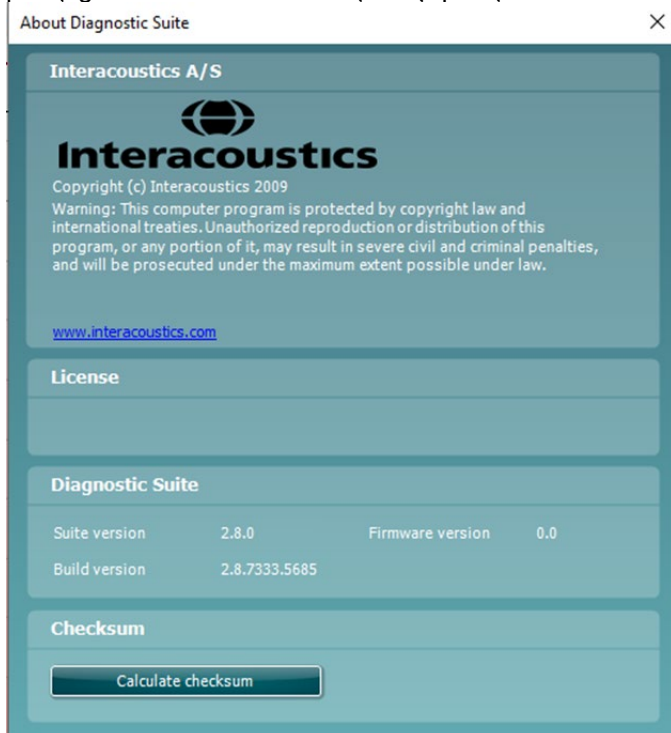 About Diagnostic Suite
Interacoustics A/S
Interacoustics
Copyright (c) Interacoustics 2009
Warning: This computer program is protected by copyright law and
international treaties. Unauthorized reproduction or distribution of this
program, or any portion of it, may result in severe civil and criminal penalties,
and will be prosecuted under the maximum extent possible under law.
www.interacoustics.com
License
Diagnostic Suite
Suite version 2.8.0 Firmware version 0.0
Build version 2.8.7333.5685
Checksum
Calculate checksum